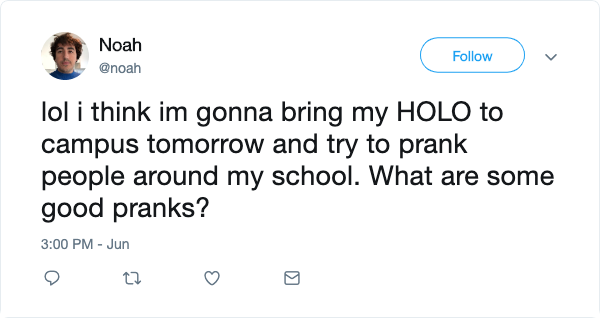 Noah
@noah
Follow
lol i think im gonna bring my HOLO to
campus tomorrow and try to prank
people around my school. What are some
good pranks?
3:00 PM - Jun